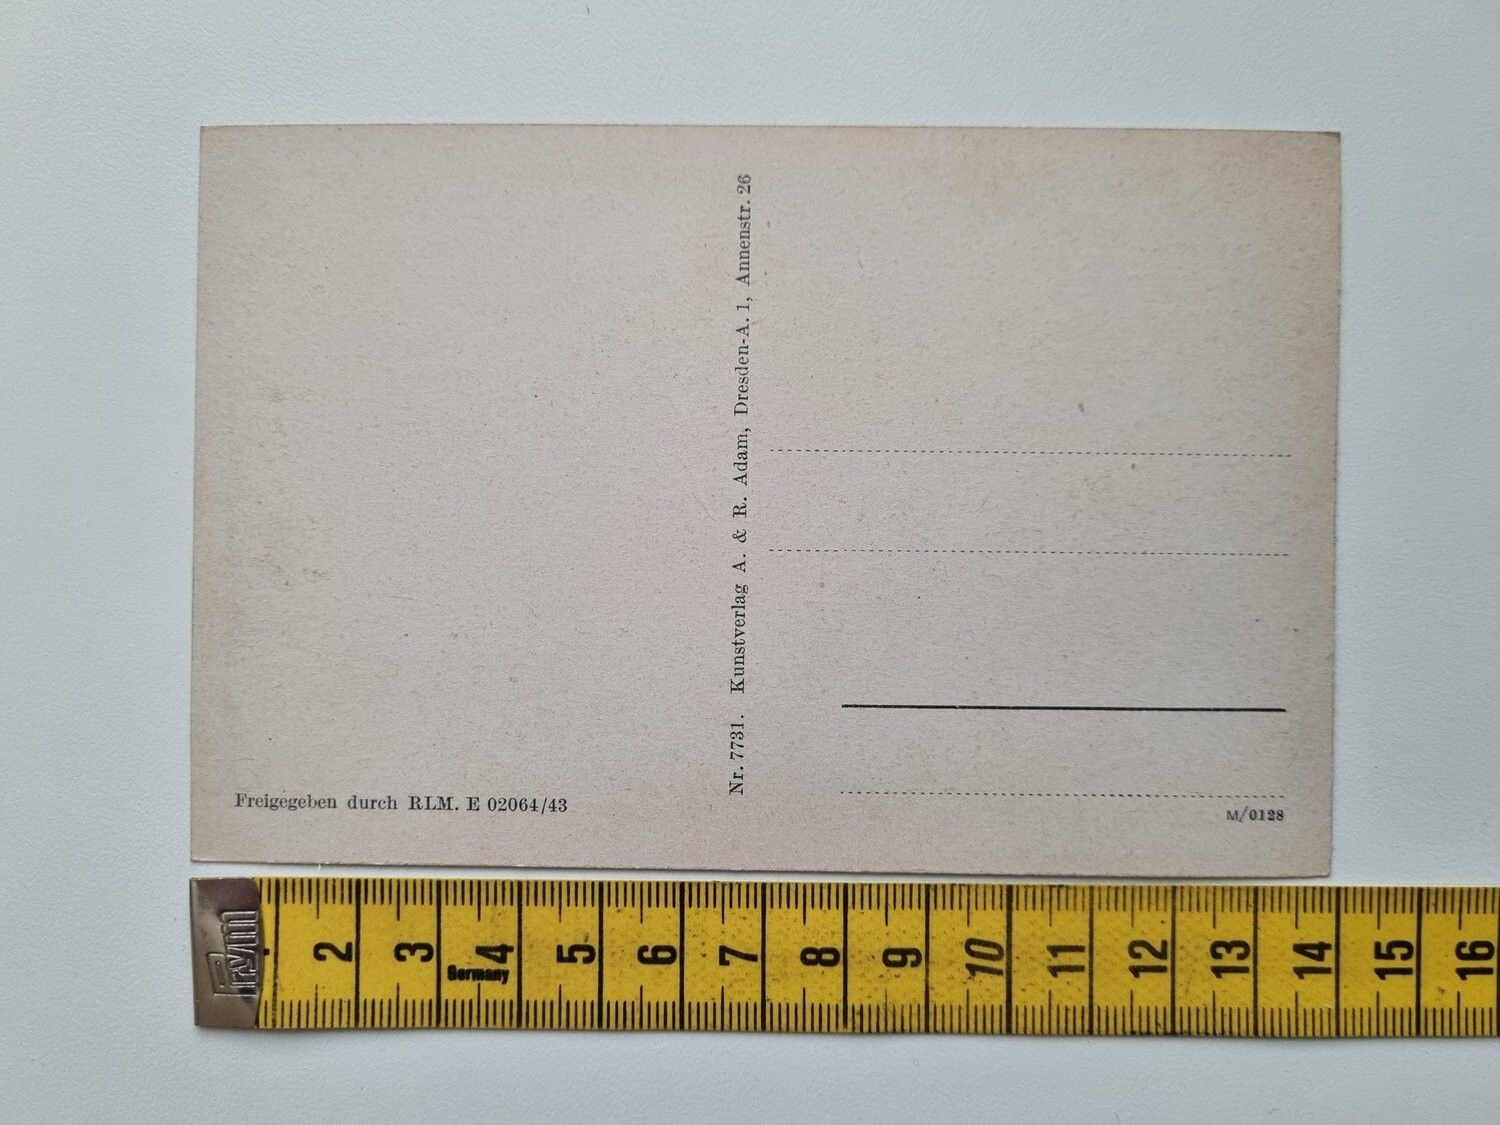 Nr. 7731. Kunstverlag A. & R. Adam, Dresden-A. 1, Annenstr. 26
Freigegeben durch RLM. E 02064/43
M/0128
Prym
2 3 4 5 6 7 8 9 10 11 12 13 14 15 16
Germany